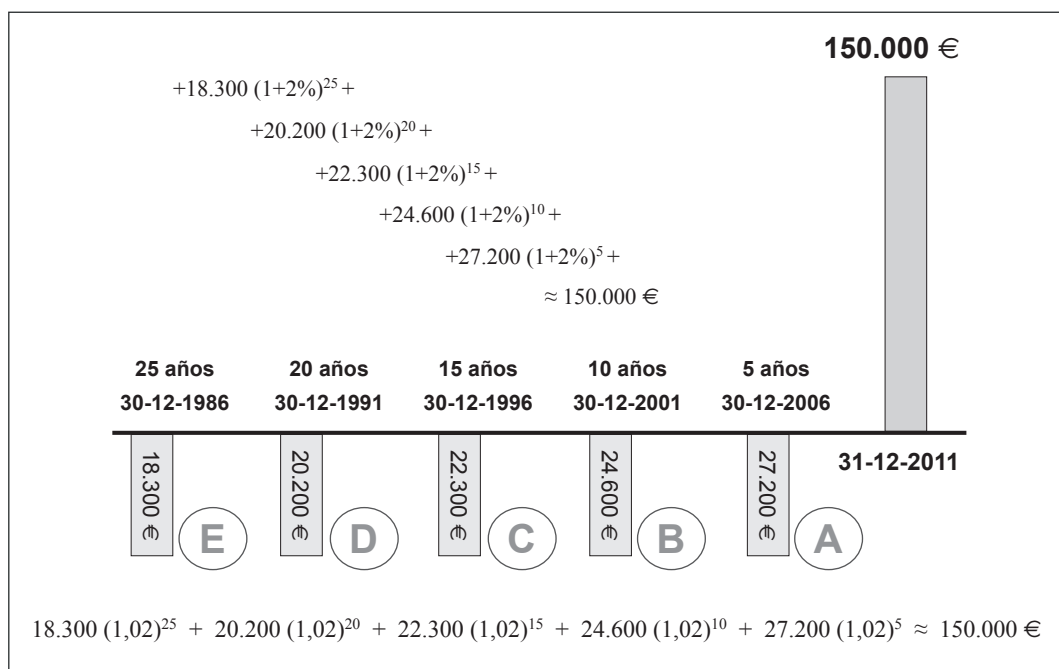 150.000 €
+18.300 (1+2%)²⁵ +
+20.200 (1+2%)²⁰ +
+22.300 (1+2%)¹⁵ +
+24.600 (1+2%)¹⁰ +
+27.200 (1+2%)⁵ +
≈ 150.000 €
25 años 20 años 15 años 10 años 5 años
30-12-1986 30-12-1991 30-12-1996 30-12-2001 30-12-2006
31-12-2011
18.300 € 20.200 € 22.300 € 24.600 € 27.200 €
E D C B A
18.300 (1,02)²⁵ + 20.200 (1,02)²⁰ + 22.300 (1,02)¹⁵ + 24.600 (1,02)¹⁰ + 27.200 (1,02)⁵ ≈ 150.000 €